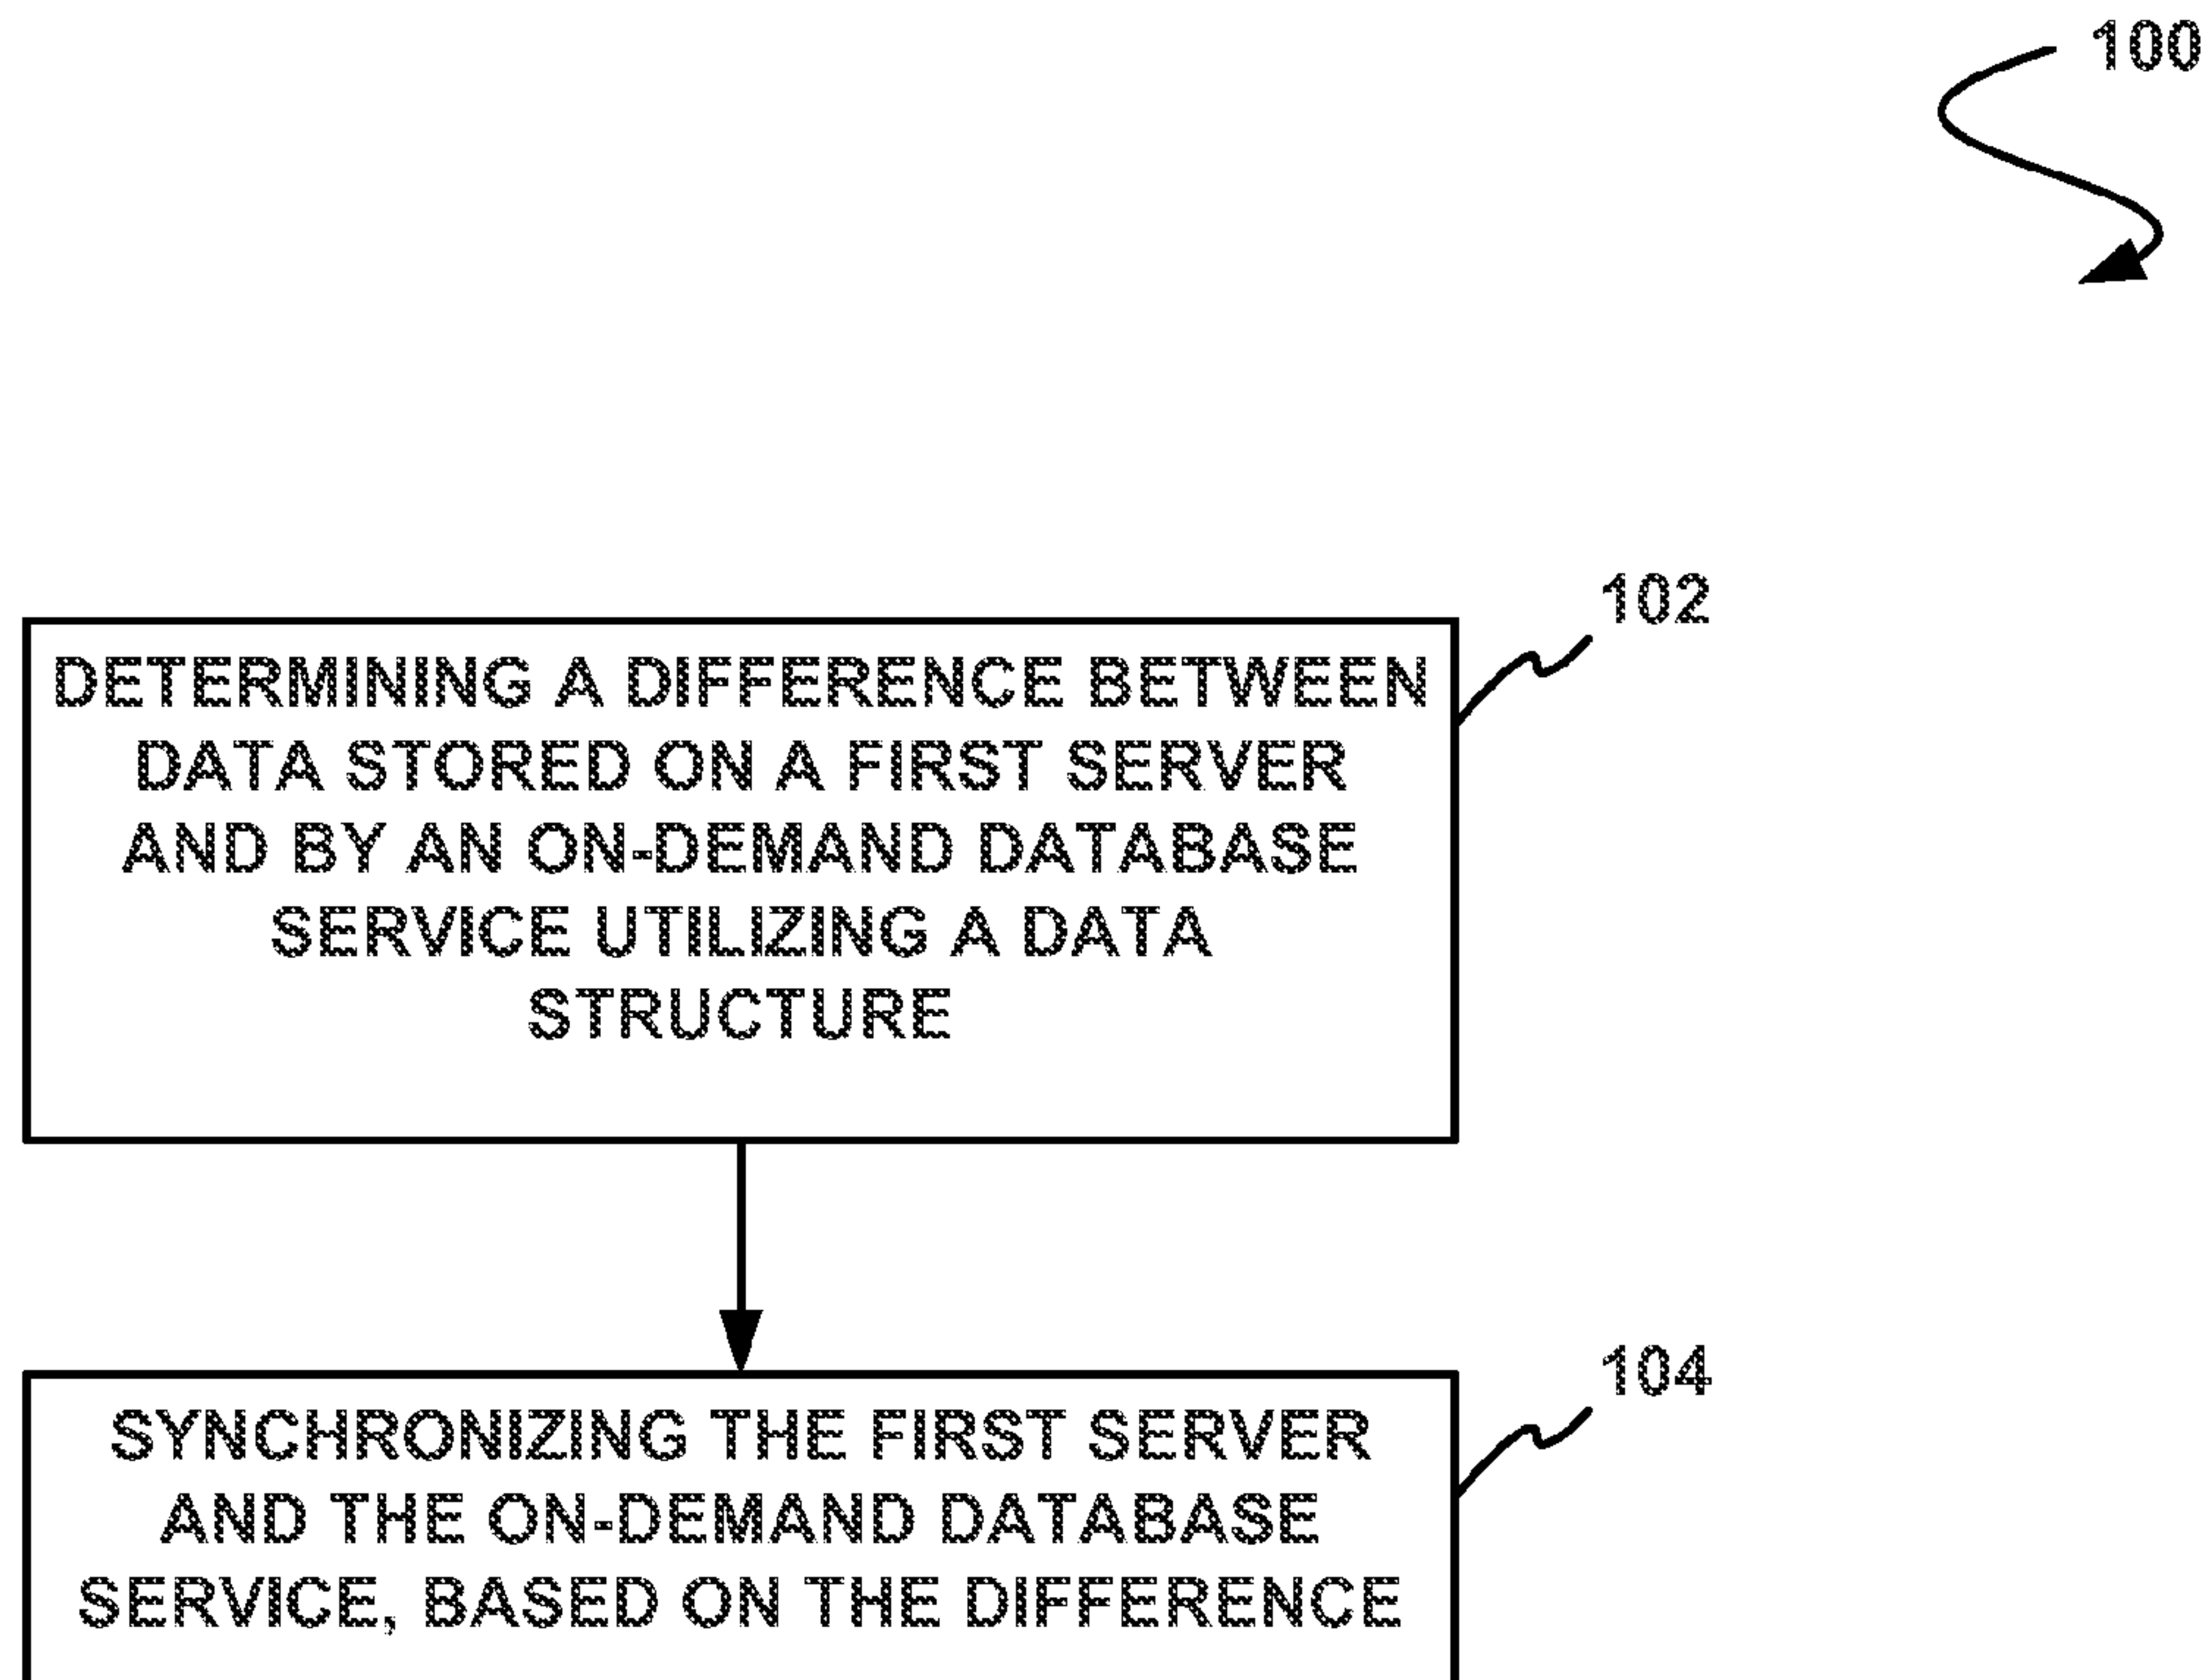 100
102
DETERMINING A DIFFERENCE BETWEEN
DATA STORED ON A FIRST SERVER
AND BY AN ON-DEMAND DATABASE
SERVICE UTILIZING A DATA
STRUCTURE
104
SYNCHRONIZING THE FIRST SERVER
AND THE ON-DEMAND DATABASE
SERVICE, BASED ON THE DIFFERENCE